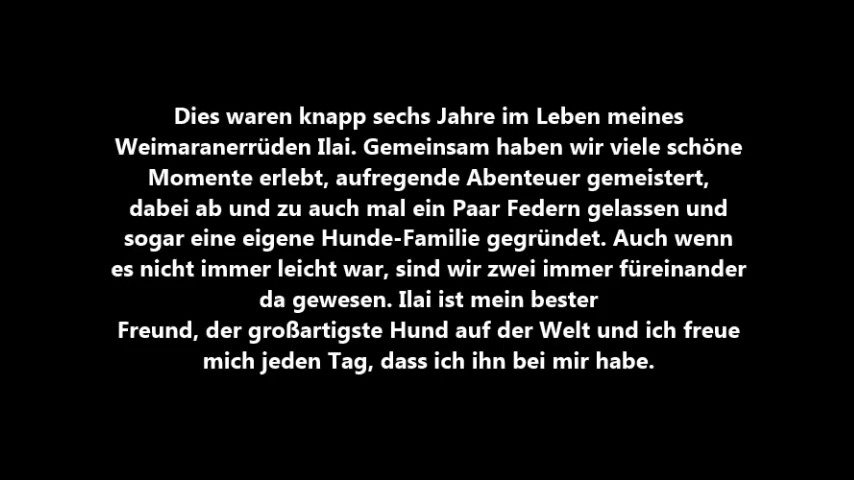 Dies waren knapp sechs Jahre im Leben meines
Weimaranerrüden Ilai. Gemeinsam haben wir viele schöne
Momente erlebt, aufregende Abenteuer gemeistert,
dabei ab und zu auch mal ein Paar Federn gelassen und
sogar eine eigene Hunde-Familie gegründet. Auch wenn
es nicht immer leicht war, sind wir zwei immer füreinander
da gewesen. Ilai ist mein bester
Freund, der großartigste Hund auf der Welt und ich freue
mich jeden Tag, dass ich ihn bei mir habe.